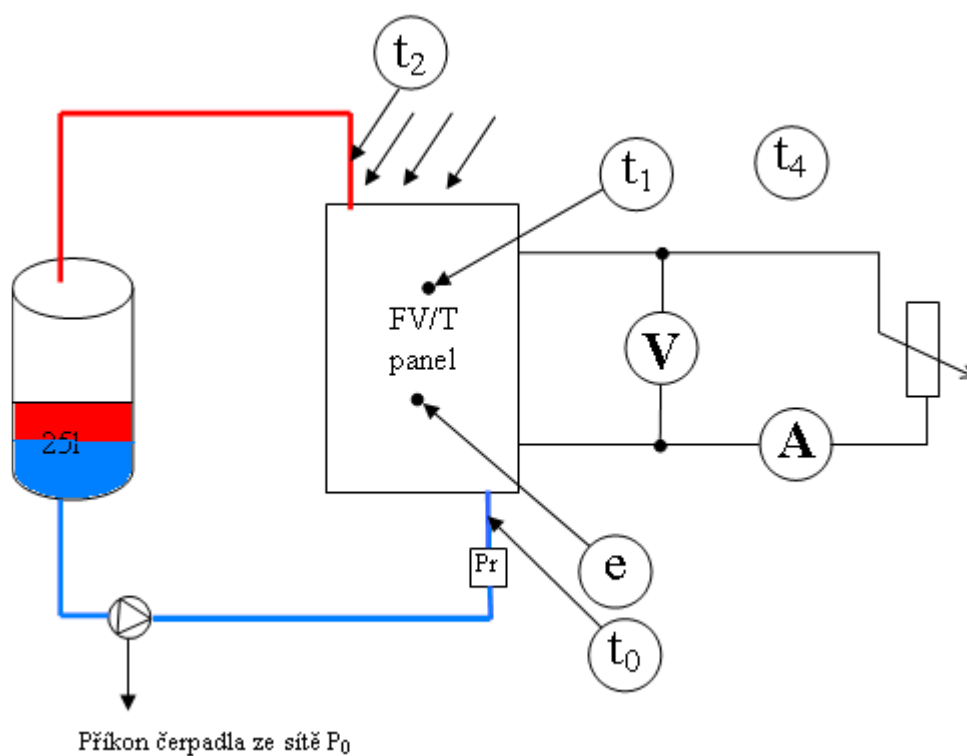 t2
t1
t4
FV/T
panel
V
25l
A
Pr
e
t0
Příkon čerpadla ze sítě P0